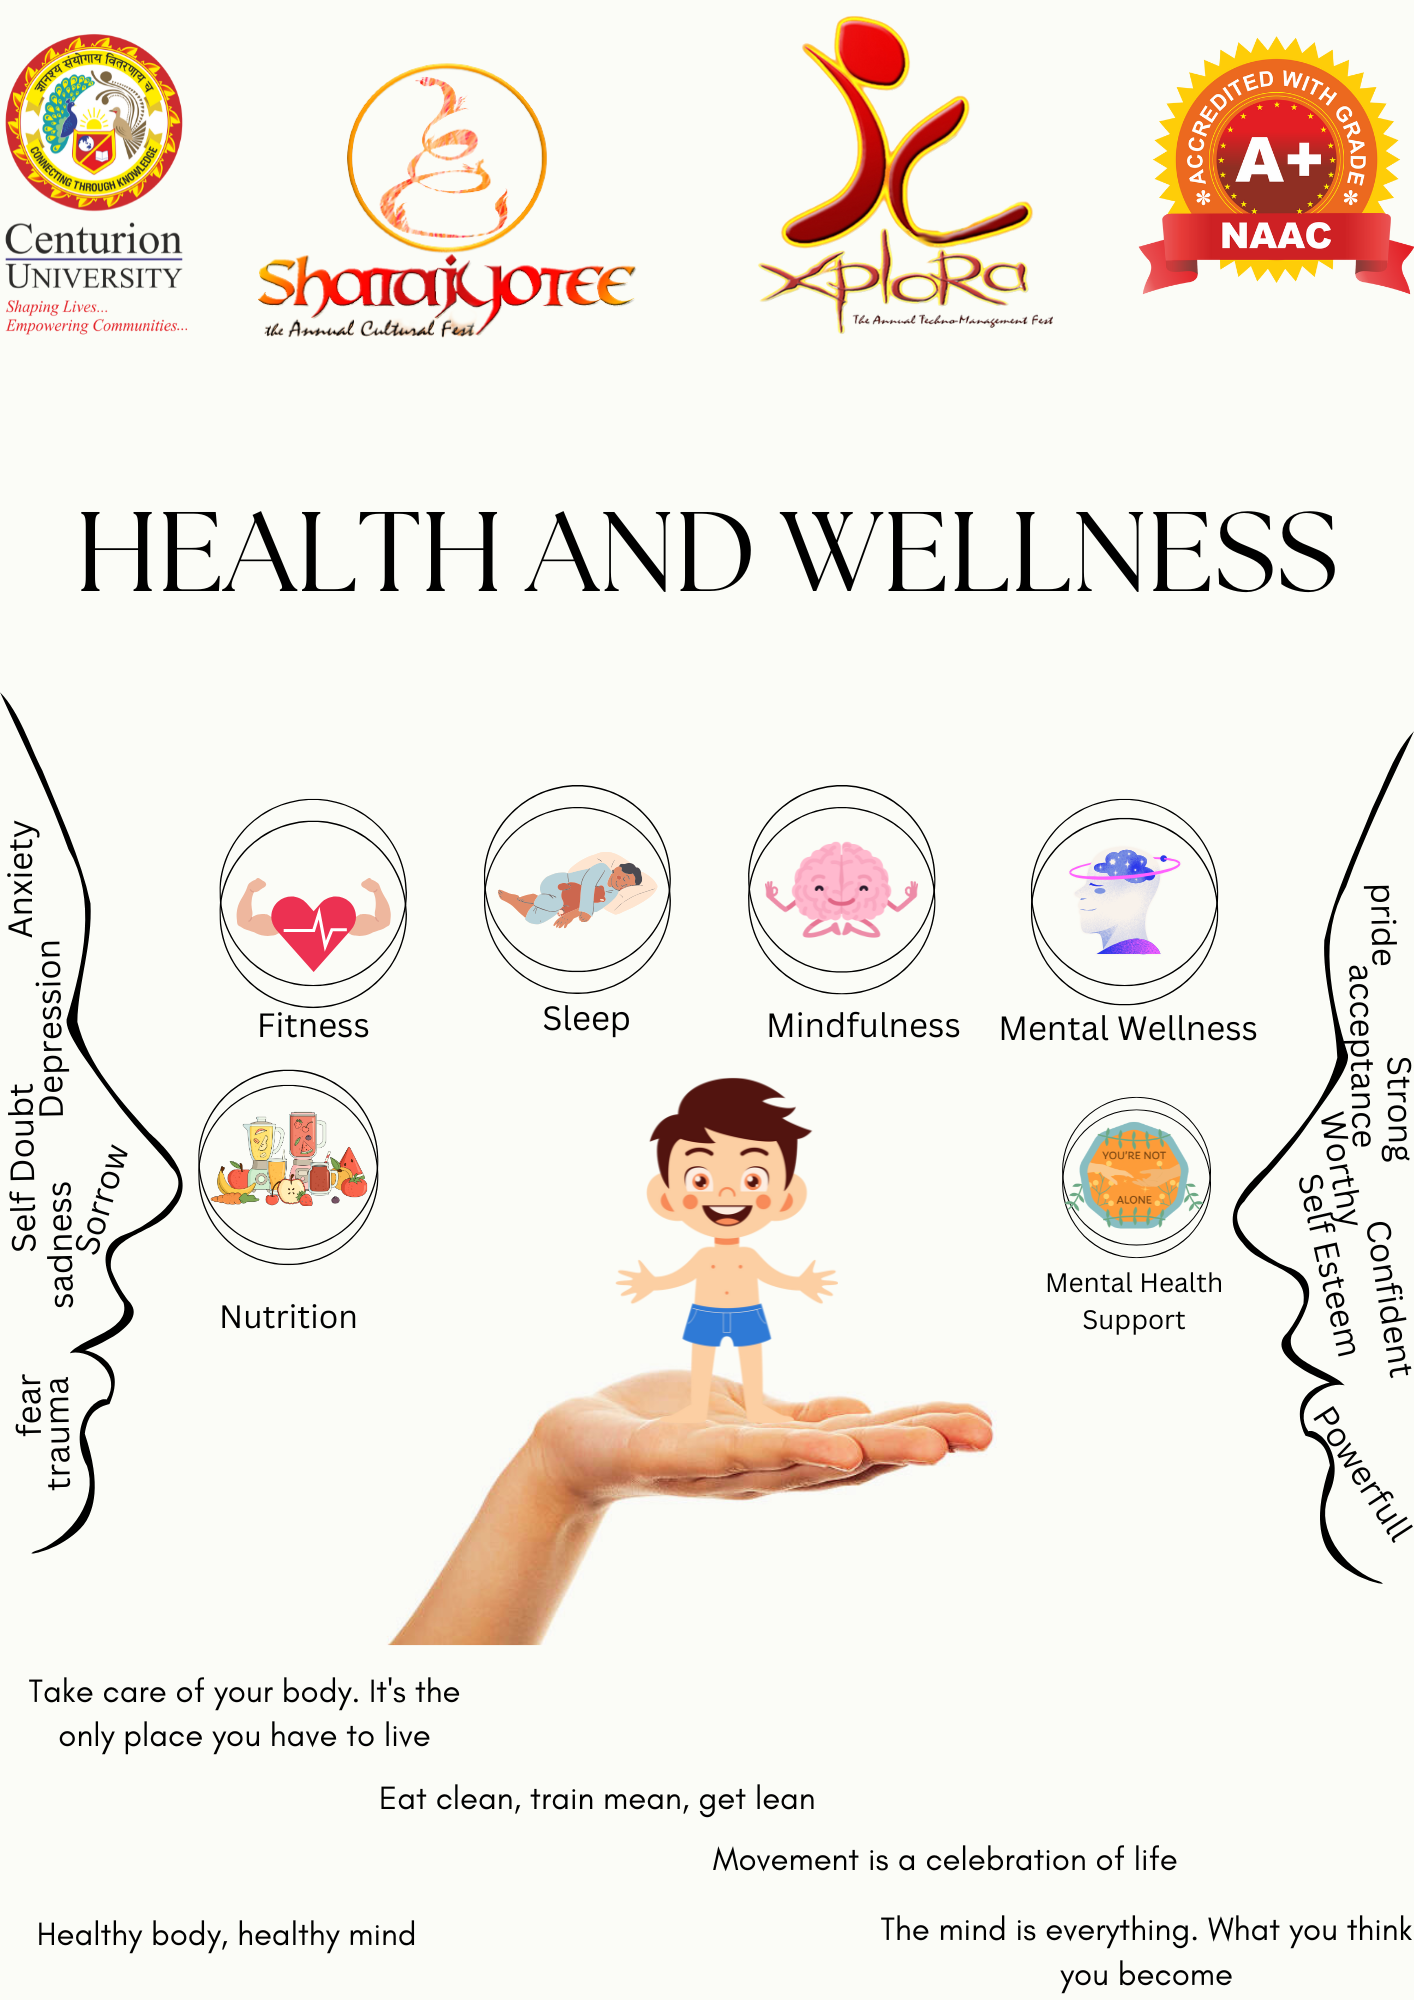 ज्ञानश्च संयोगाय वितरणाय च
CONNECTING THROUGH KNOWLEDGE
Centurion
UNIVERSITY
Shaping Lives...
Empowering Communities...
Shattajyotee
the Annual Cultural Fest
Xplora
The Annual Techno-Management Fest
ACCREDITED WITH GRADE
A+
NAAC
HEALTH AND WELLNESS
Anxiety
Depression
Self Doubt
sadness
Sorrow
fear
trauma
Fitness
Sleep
Mindfulness
Mental Wellness
Nutrition
YOU'RE NOT
ALONE
Mental Health
Support
pride
acceptance
Strong
Worthy
Self Esteem
Confident
Powerfull
Take care of your body. It's the
only place you have to live
Eat clean, train mean, get lean
Movement is a celebration of life
Healthy body, healthy mind
The mind is everything. What you think
you become